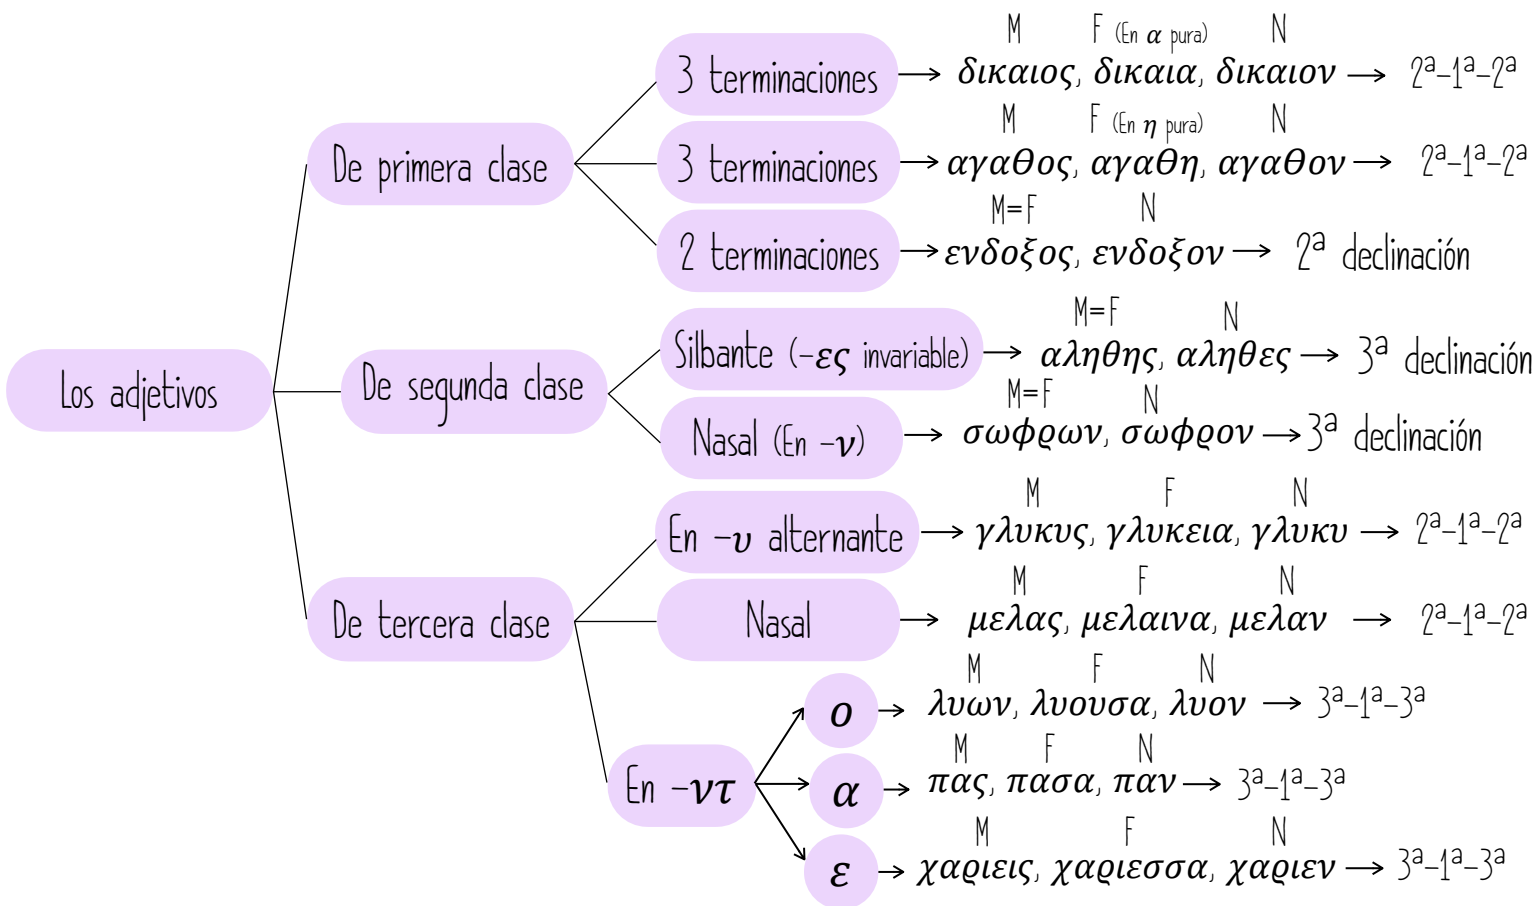 M F (En α pura) N
3 terminaciones → δικαιος, δικαια, δικαιον → 2ª-1ª-2ª
M F (En η pura) N
De primera clase
3 terminaciones → αγαθος, αγαθη, αγαθον → 2ª-1ª-2ª
M=F N
2 terminaciones → ενδοξος, ενδοξον → 2ª declinación
M=F N
Silbante (-ες invariable) → αληθης, αληθες → 3ª declinación
Los adjetivos
De segunda clase
M=F N
Nasal (En -ν) → σωφρων, σωφρον → 3ª declinación
M F N
En -υ alternante → γλυκυς, γλυκεια, γλυκυ → 2ª-1ª-2ª
M F N
De tercera clase
Nasal → μελας, μελαινα, μελαν → 2ª-1ª-2ª
M F N
ο → λυων, λυουσα, λυον → 3ª-1ª-3ª
M F N
En -ντ
α → πας, πασα, παν → 3ª-1ª-3ª
M F N
ε → χαριεις, χαριεσσα, χαριεν → 3ª-1ª-3ª